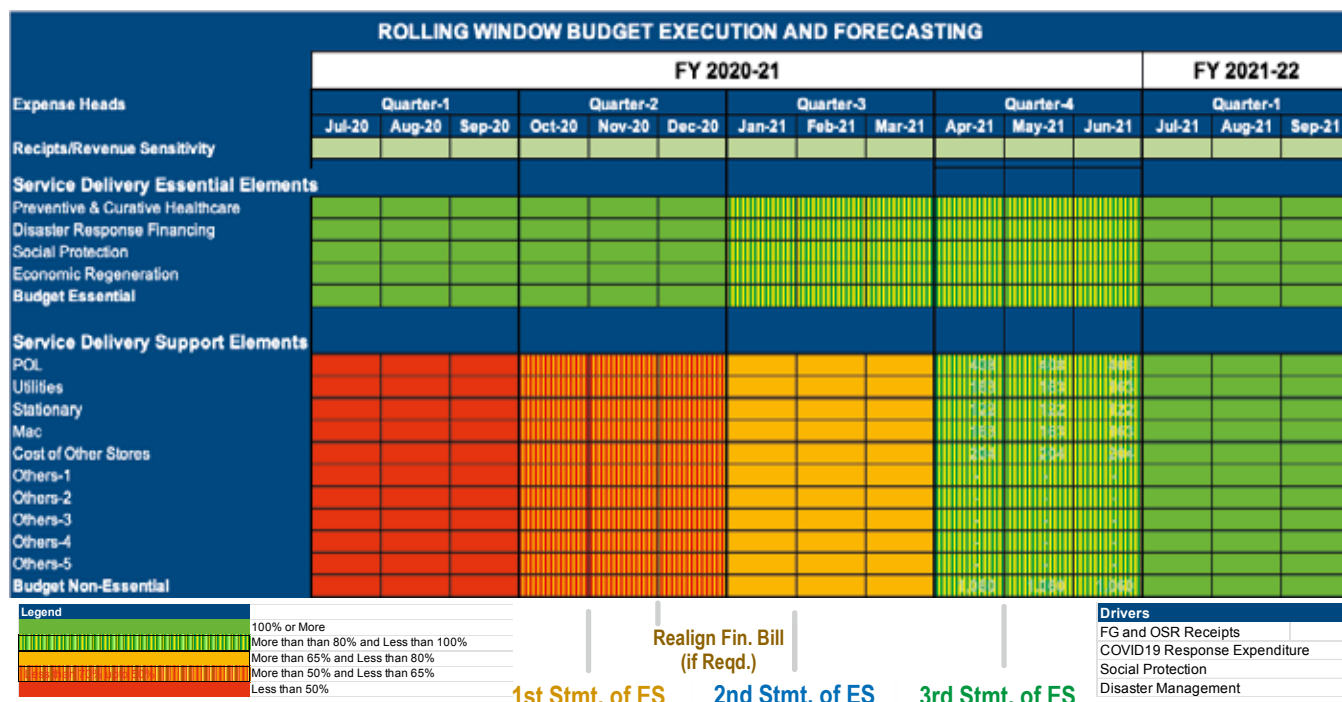 ROLLING WINDOW BUDGET EXECUTION AND FORECASTING
FY 2020-21 FY 2021-22
Expense Heads Quarter-1 Quarter-2 Quarter-3 Quarter-4 Quarter-1
Jul-20 Aug-20 Sep-20 Oct-20 Nov-20 Dec-20 Jan-21 Feb-21 Mar-21 Apr-21 May-21 Jun-21 Jul-21 Aug-21 Sep-21
Recipts/Revenue Sensitivity
Service Delivery Essential Elements
Preventive & Curative Healthcare
Disaster Response Financing
Social Protection
Economic Regeneration
Budget Essential
Service Delivery Support Elements
POL
Utilities
Stationary
Mac
Cost of Other Stores
Others-1
Others-2
Others-3
Others-4
Others-5
Budget Non-Essential
Legend
100% or More
More than than 80% and Less than 100%
More than 65% and Less than 80%
More than 50% and Less than 65%
Less than 50%
Realign Fin. Bill
(if Reqd.)
1st Stmt. of ES 2nd Stmt. of ES 3rd Stmt. of ES
Drivers
FG and OSR Receipts
COVID19 Response Expenditure
Social Protection
Disaster Management